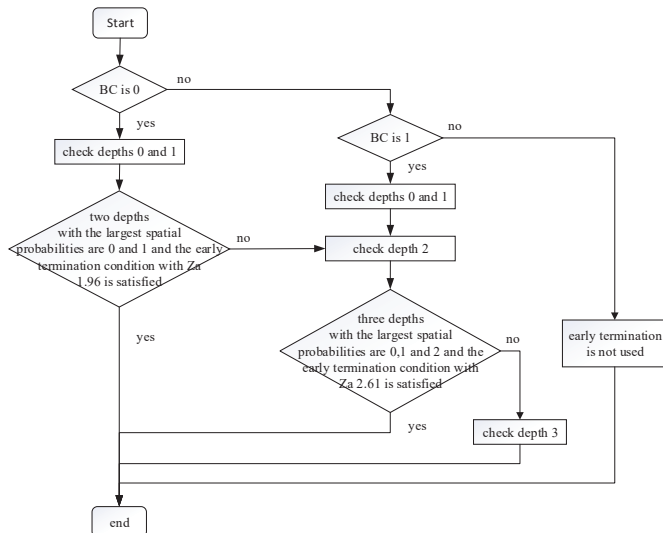 Start
BC is 0
no
yes
check depths 0 and 1
two depths
with the largest spatial
probabilities are 0 and 1 and the early
termination condition with Za
1.96 is satisfied
no
yes
BC is 1
no
yes
check depths 0 and 1
check depth 2
three depths
with the largest spatial
probabilities are 0,1 and 2 and the
early termination condition with
Za 2.61 is satisfied
no
yes
check depth 3
early termination
is not used
end